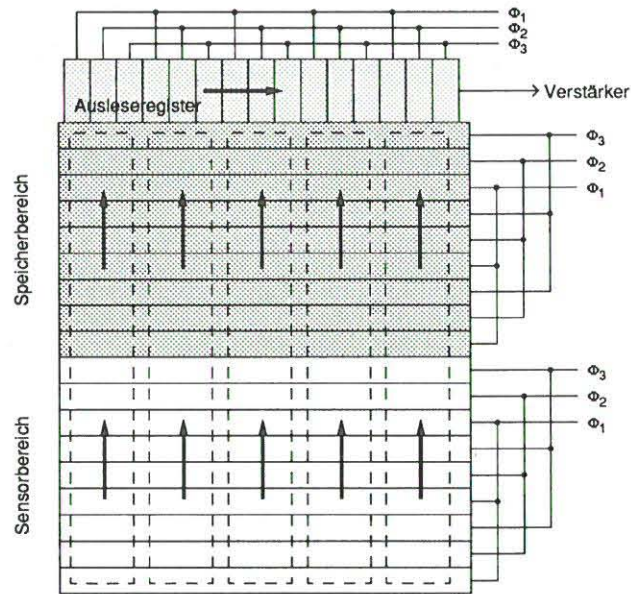 Φ1
Φ2
Φ3
Ausleseregister
Verstärker
Φ3
Φ2
Φ1
Speicherbereich
Φ3
Φ2
Φ1
Sensorbereich